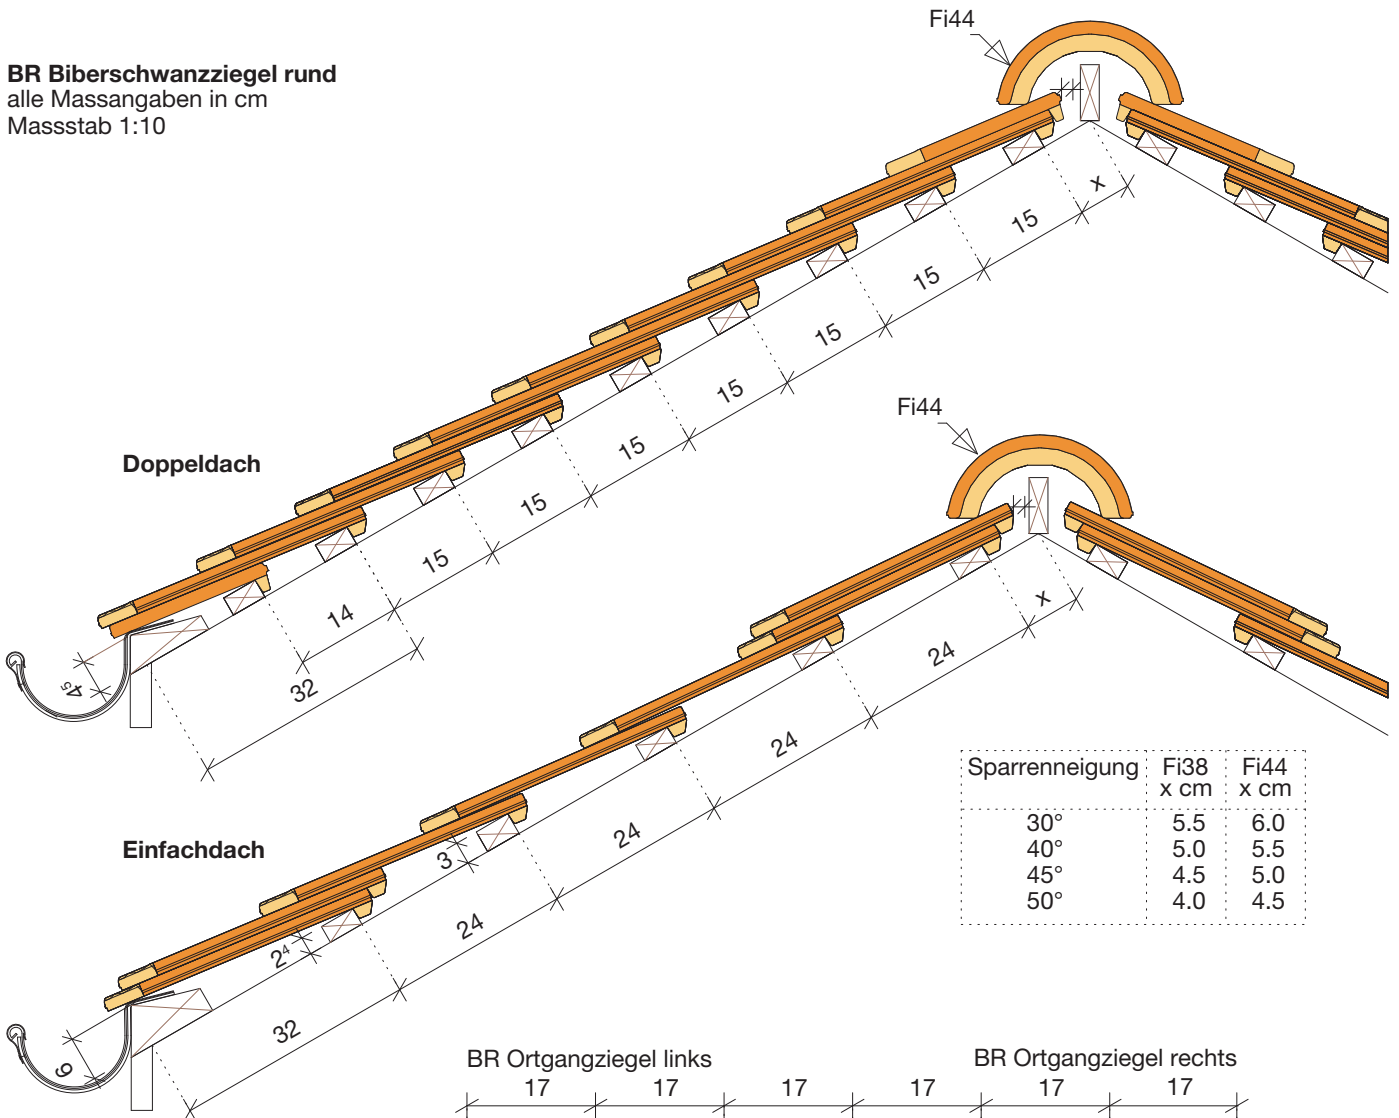 BR Biberschwanzziegel rund
alle Massangaben in cm
Massstab 1:10
Fi44
x
15
15
15
15
15
15
15
14
32
4⁵
Doppeldach
Fi44
x
24
24
24
24
3
2⁴
32
9
Einfachdach
Sparrenneigung Fi38 Fi44
x cm x cm
30° 5.5 6.0
40° 5.0 5.5
45° 4.5 5.0
50° 4.0 4.5
BR Ortgangziegel links BR Ortgangziegel rechts
17 17 17 17 17 17